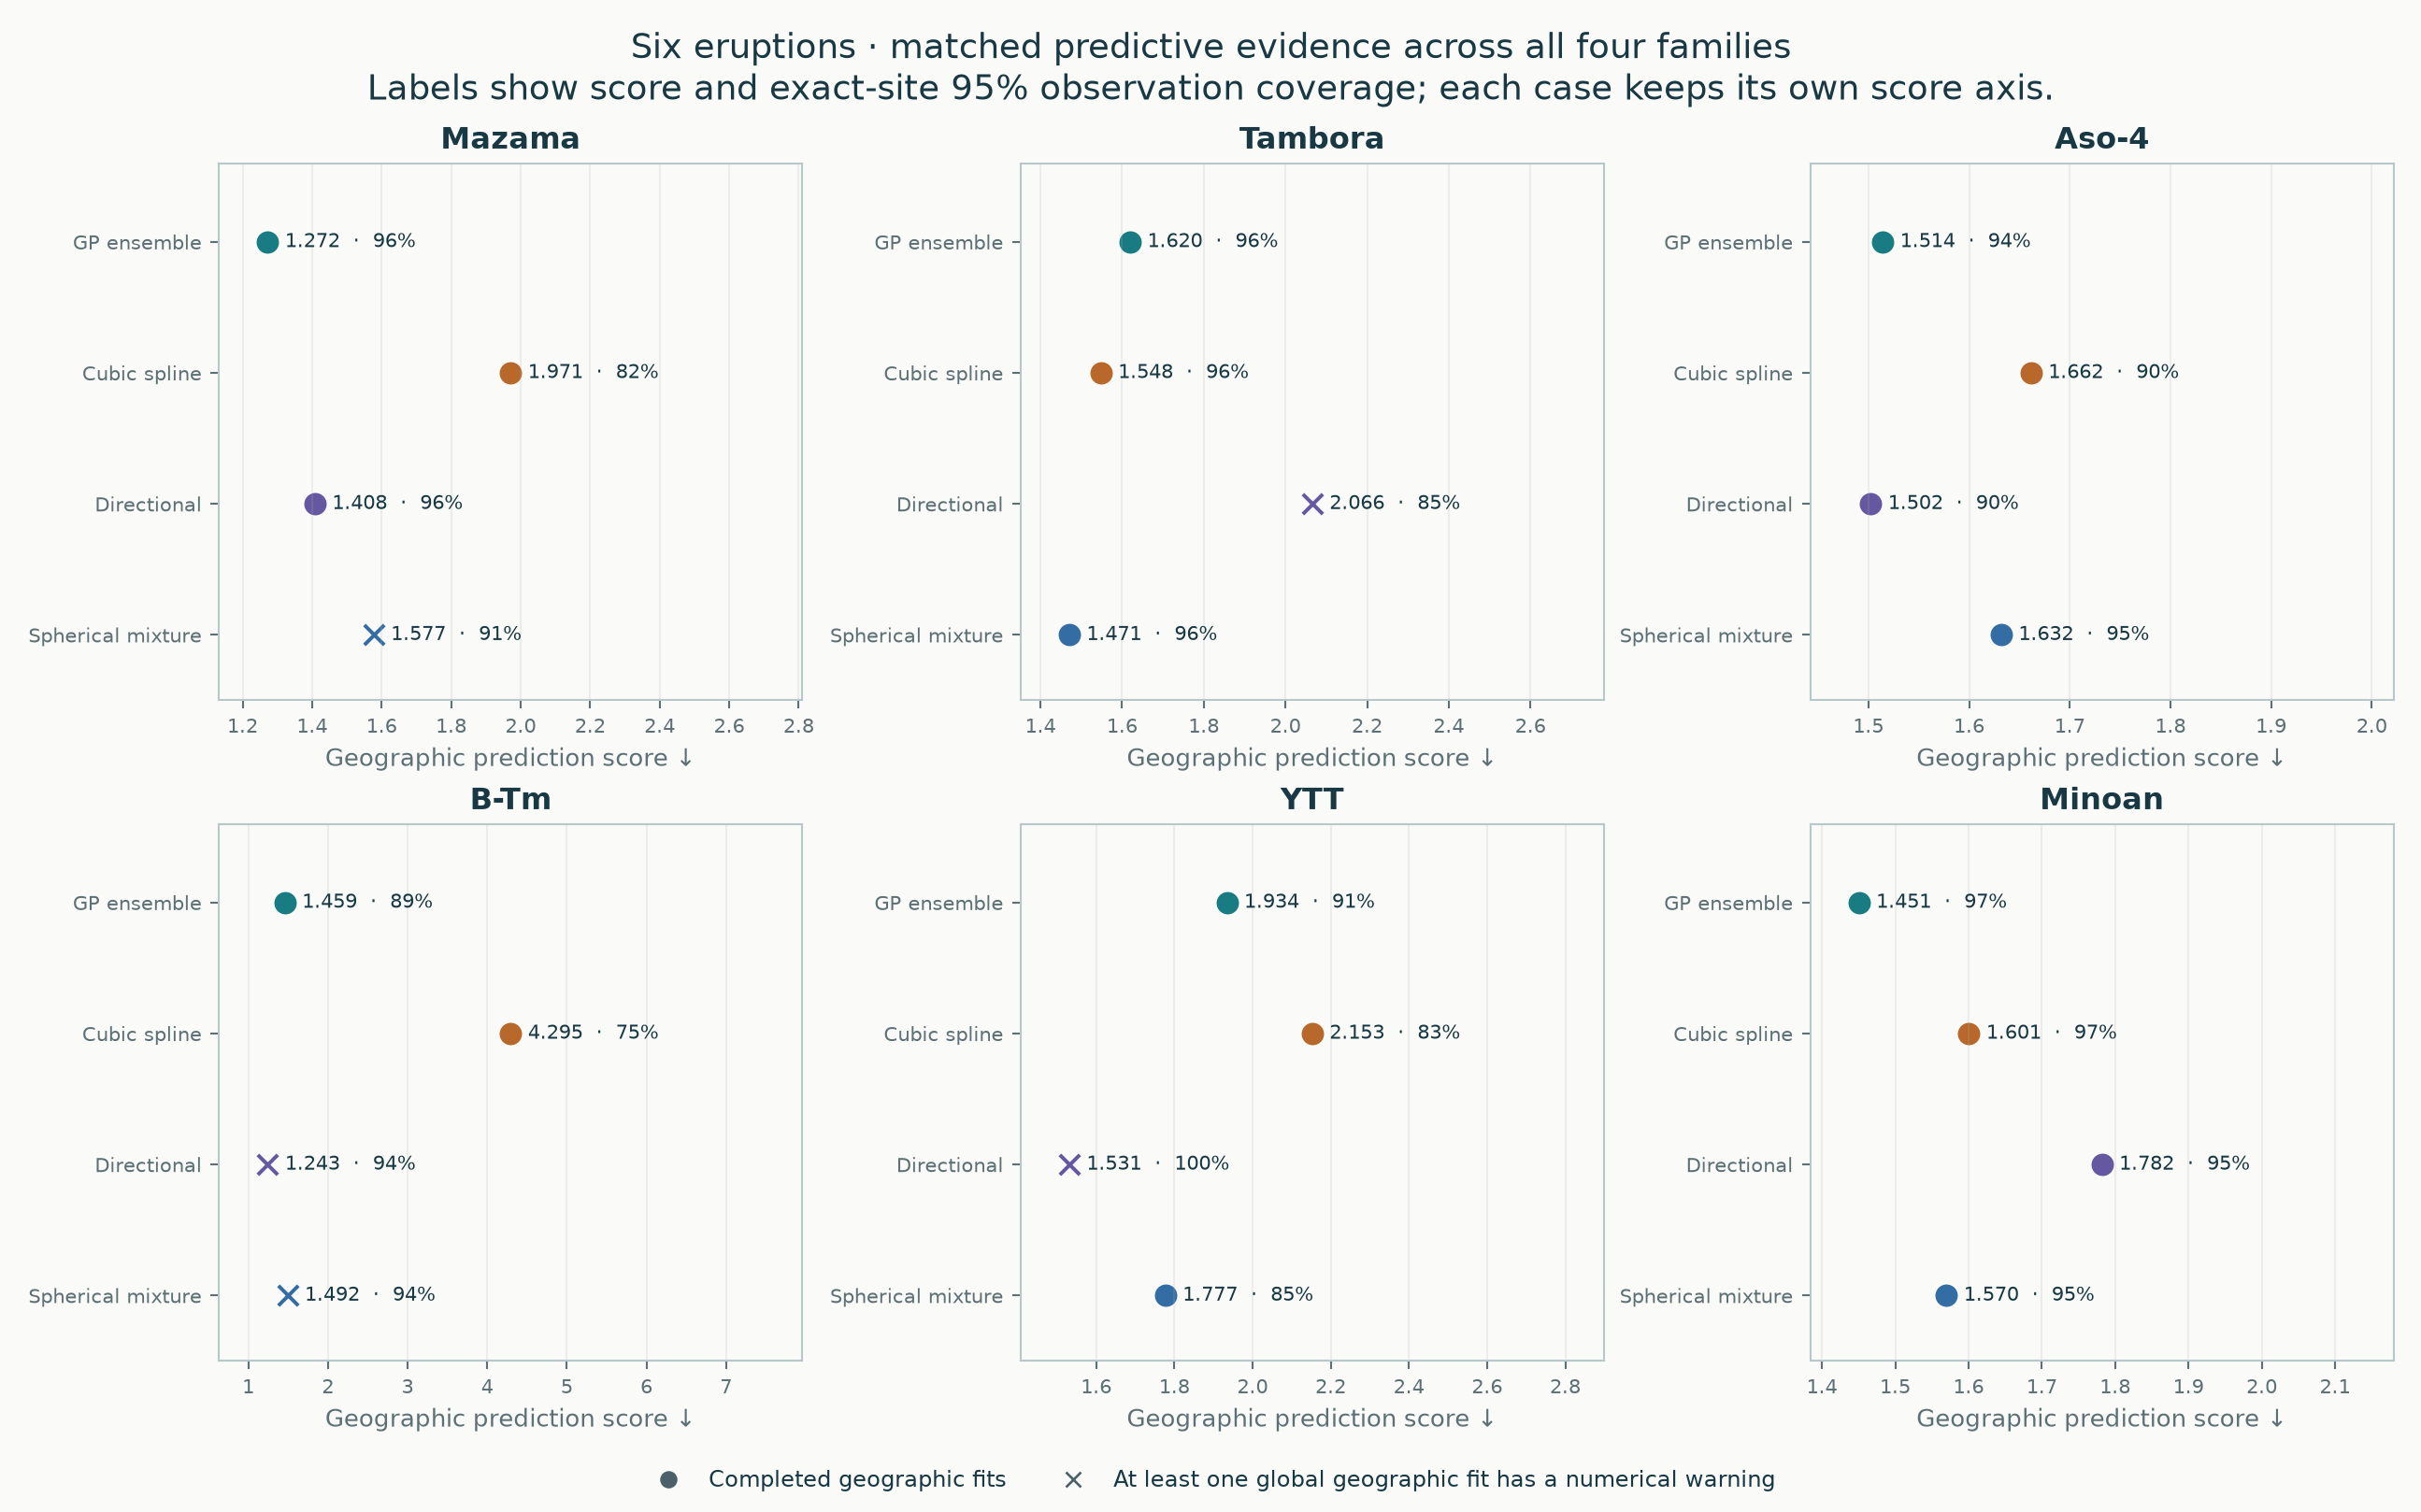 Six eruptions · matched predictive evidence across all four families
Labels show score and exact-site 95% observation coverage; each case keeps its own score axis.
Mazama
GP ensemble
1.272 · 96%
Cubic spline
1.971 · 82%
Directional
1.408 · 96%
Spherical mixture
1.577 · 91%
1.2 1.4 1.6 1.8 2.0 2.2 2.4 2.6 2.8
Geographic prediction score ↓
Tambora
GP ensemble
1.620 · 96%
Cubic spline
1.548 · 96%
Directional
2.066 · 85%
Spherical mixture
1.471 · 96%
1.4 1.6 1.8 2.0 2.2 2.4 2.6
Geographic prediction score ↓
Aso-4
GP ensemble
1.514 · 94%
Cubic spline
1.662 · 90%
Directional
1.502 · 90%
Spherical mixture
1.632 · 95%
1.5 1.6 1.7 1.8 1.9 2.0
Geographic prediction score ↓
B-Tm
GP ensemble
1.459 · 89%
Cubic spline
4.295 · 75%
Directional
1.243 · 94%
Spherical mixture
1.492 · 94%
1 2 3 4 5 6 7
Geographic prediction score ↓
YTT
GP ensemble
1.934 · 91%
Cubic spline
2.153 · 83%
Directional
1.531 · 100%
Spherical mixture
1.777 · 85%
1.6 1.8 2.0 2.2 2.4 2.6 2.8
Geographic prediction score ↓
Minoan
GP ensemble
1.451 · 97%
Cubic spline
1.601 · 97%
Directional
1.782 · 95%
Spherical mixture
1.570 · 95%
1.4 1.5 1.6 1.7 1.8 1.9 2.0 2.1
Geographic prediction score ↓
Completed geographic fits
At least one global geographic fit has a numerical warning